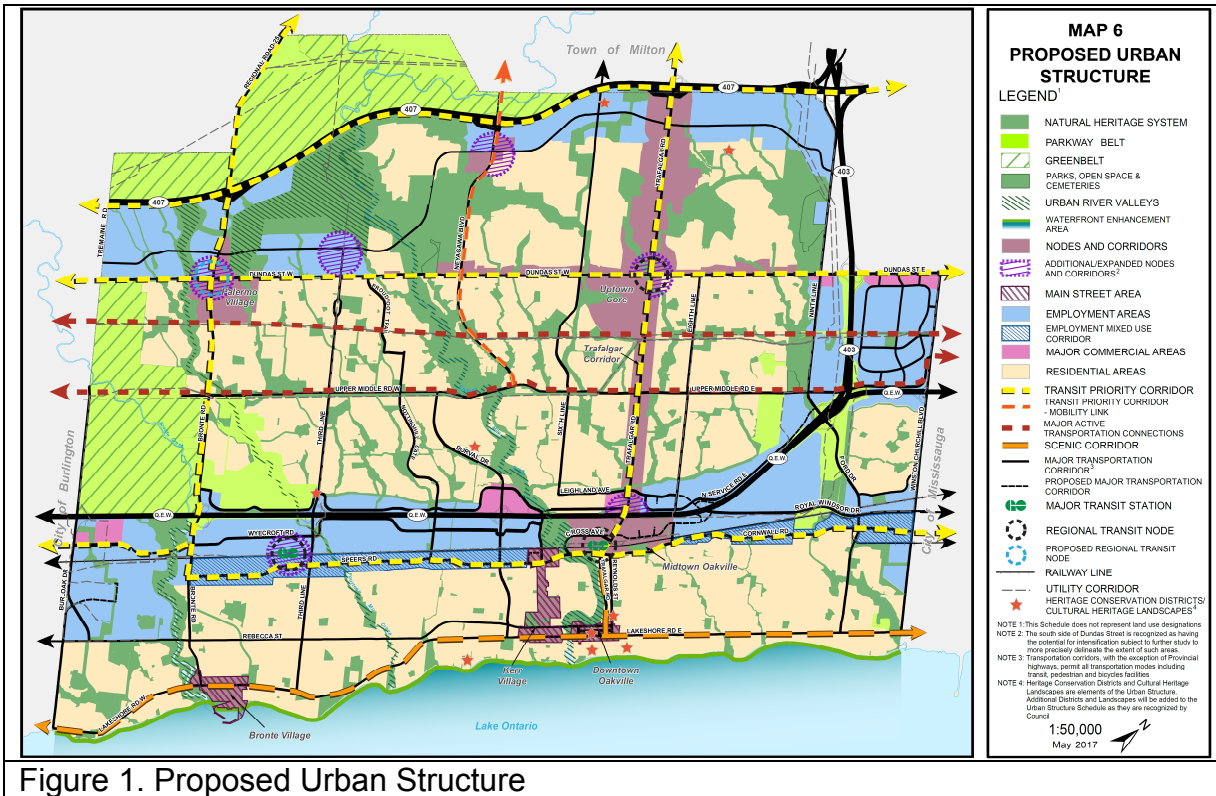 Town of Milton
REGIONAL ROAD 25
407
407
407
403
403
TREMAINE RD
NEYAGAWA BLVD
TRAFALGAR RD
DUNDAS ST W
DUNDAS ST W
DUNDAS ST E
Palermo
Village
Uptown
Core
EIGHTH LINE
NINTH LINE
Trafalgar
Corridor
UPPER MIDDLE RD W
UPPER MIDDLE RD E
Q.E.W.
BRONTE RD
THIRD LINE
SIXTH LINE
DORVAL DR
TRAFALGAR RD
City of Burlington
City of Mississauga
WINSTON CHURCHILL BLVD
FORD DR
LEIGHLAND AVE
N SERVICE RD E
Q.E.W.
ROYAL WINDSOR DR
Q.E.W.
Q.E.W.
WYECROFT RD
CROSS AVE
CORNWALL RD
SPEERS RD
Midtown Oakville
BURLOAK DR
BRONTE RD
THIRD LINE
TRAFALGAR RD
REYNOLDS ST
REBECCA ST
LAKESHORE RD E
Kerr
Village
Downtown
Oakville
LAKESHORE RD W
Bronte Village
Lake Ontario
MAP 6
PROPOSED URBAN
STRUCTURE
LEGEND1
NATURAL HERITAGE SYSTEM
PARKWAY BELT
GREENBELT
PARKS, OPEN SPACE &
CEMETERIES
URBAN RIVER VALLEYS
WATERFRONT ENHANCEMENT
AREA
NODES AND CORRIDORS
ADDITIONAL/EXPANDED NODES
AND CORRIDORS2
MAIN STREET AREA
EMPLOYMENT AREAS
EMPLOYMENT MIXED USE
CORRIDOR
MAJOR COMMERCIAL AREAS
RESIDENTIAL AREAS
TRANSIT PRIORITY CORRIDOR
TRANSIT PRIORITY CORRIDOR
- MOBILITY LINK
MAJOR ACTIVE
TRANSPORTATION CONNECTIONS
SCENIC CORRIDOR
MAJOR TRANSPORTATION
CORRIDOR3
PROPOSED MAJOR TRANSPORTATION
CORRIDOR
MAJOR TRANSIT STATION
REGIONAL TRANSIT NODE
PROPOSED REGIONAL TRANSIT
NODE
RAILWAY LINE
UTILITY CORRIDOR
HERITAGE CONSERVATION DISTRICTS/
CULTURAL HERITAGE LANDSCAPES4
NOTE 1:This Schedule does not represent land use designations
NOTE 2: The south side of Dundas Street is recognized as having
the potential for intensification subject to further study to
more precisely delineate the extent of such areas.
NOTE 3: Transportation corridors, with the exception of Provincial
highways, permit all transportation modes including
transit, pedestrian and bicycles facilities
NOTE 4: Heritage Conservation Districts and Cultural Heritage
Landscapes are elements of the Urban Structure.
Additional Districts and Landscapes will be added to the
Urban Structure Schedule as they are recognized by
Council
1:50,000
May 2017
N
Figure 1. Proposed Urban Structure